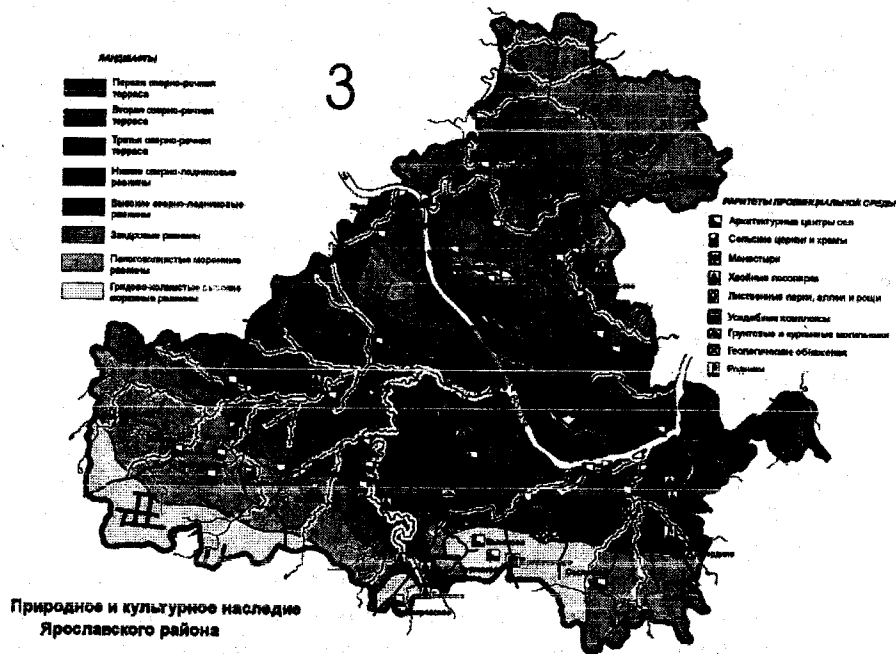 ЛАНДШАФТЫ
Первая озерно-речная
терраса
Вторая озерно-речная
терраса
Третья озерно-речная
терраса
Низкие озерно-ледниковые
равнины
Высокие озерно-ледниковые
равнины
Зандровые равнины
Пологоволнистые моренные
равнины
Грядово-холмистые
моренные равнины
3
РАРИТЕТЫ ПРОВИНЦИАЛЬНОЙ СРЕДЫ
Архитектурные центры сел
Сельские церкви и храмы
Монастыри
Хвойные лесопарки
Лиственные парки, аллеи и рощи
Усадебные комплексы
Грунтовые и курганные могильники
Геологические обнажения
Родники
Природное и культурное наследие
Ярославского района